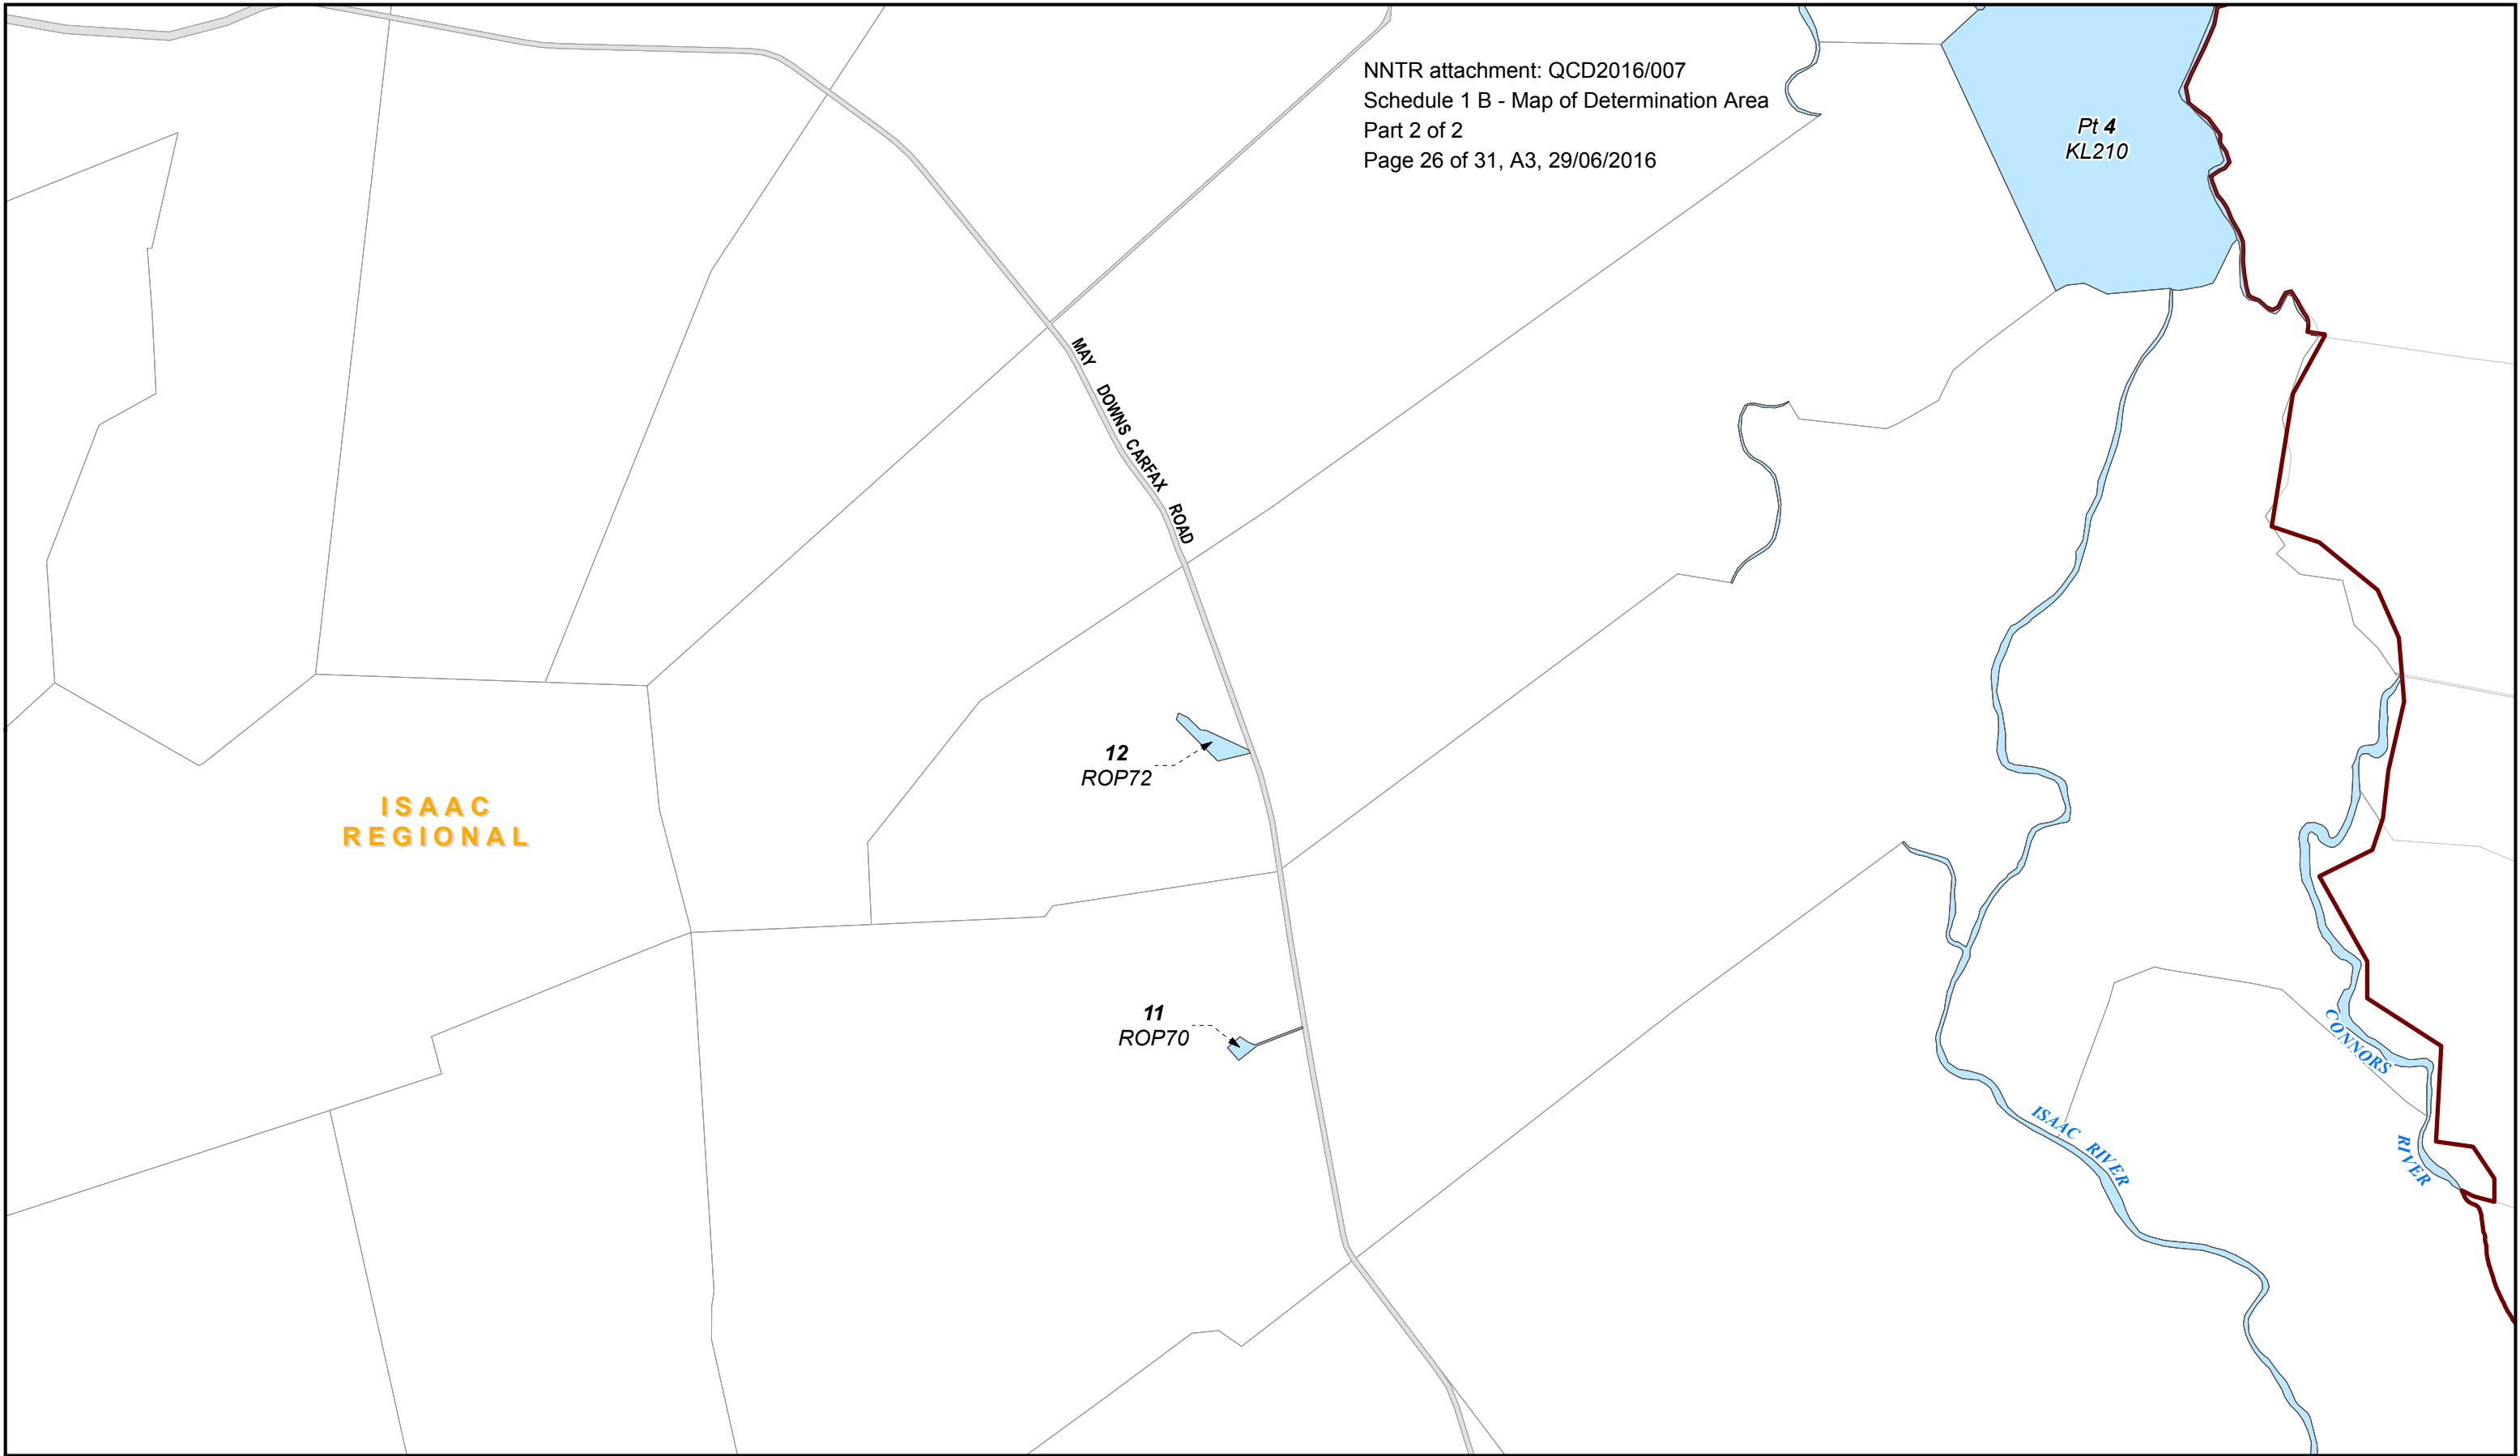 NNTR attachment: QCD2016/007
Schedule 1 B - Map of Determination Area
Part 2 of 2
Page 26 of 31, A3, 29/06/2016
Pt 4
KL210
MAY DOWNS CARFAX ROAD
12
ROP72
ISAAC
REGIONAL
11
ROP70
CONNORS RIVER
ISAAC RIVER